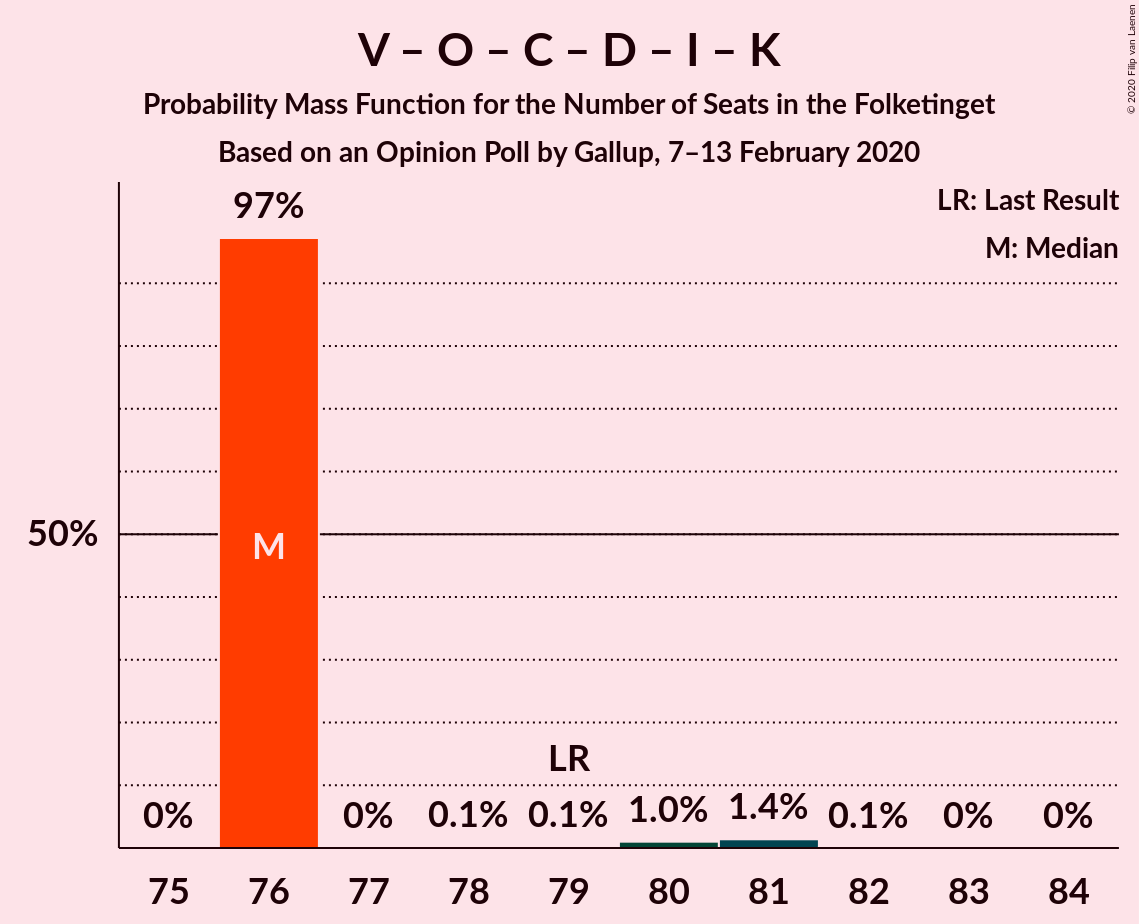 V – O – C – D – I – K
Probability Mass Function for the Number of Seats in the Folketinget
Based on an Opinion Poll by Gallup, 7–13 February 2020
© 2020 Filip van Laenen
LR: Last Result
M: Median
97%
50%
M
LR
0%
0%
0.1%
0.1%
1.0%
1.4%
0.1%
0%
0%
75
76
77
78
79
80
81
82
83
84